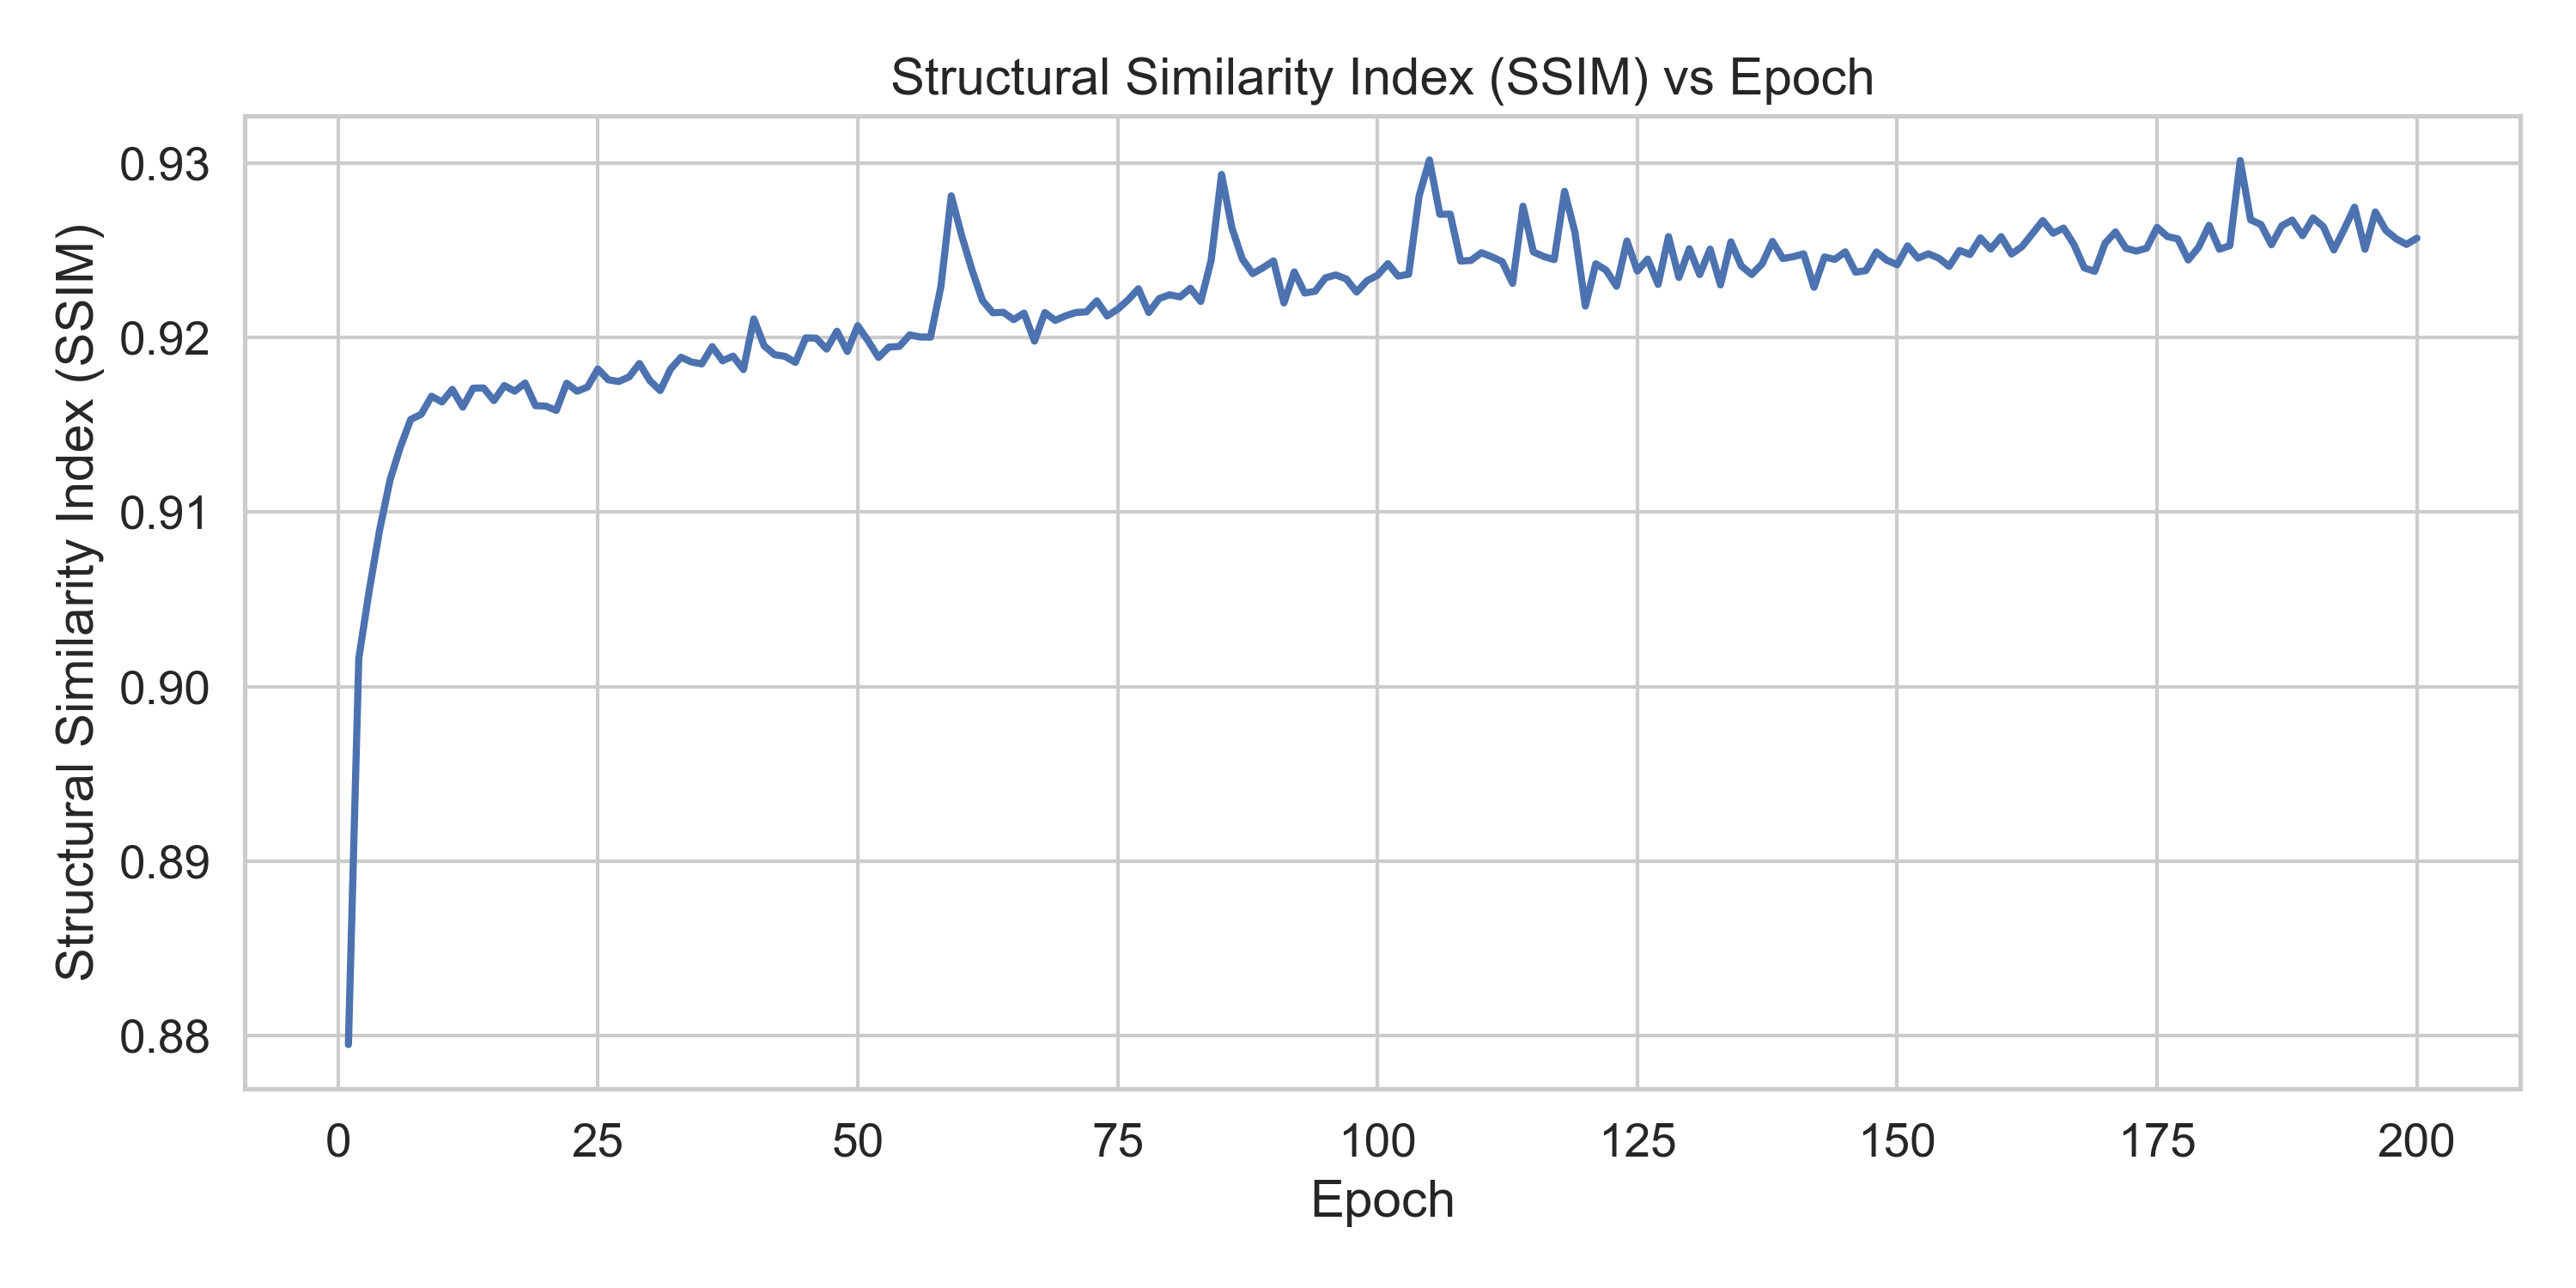 Structural Similarity Index (SSIM) vs Epoch
Structural Similarity Index (SSIM)
0.93
0.92
0.91
0.90
0.89
0.88
0 25 50 75 100 125 150 175 200
Epoch